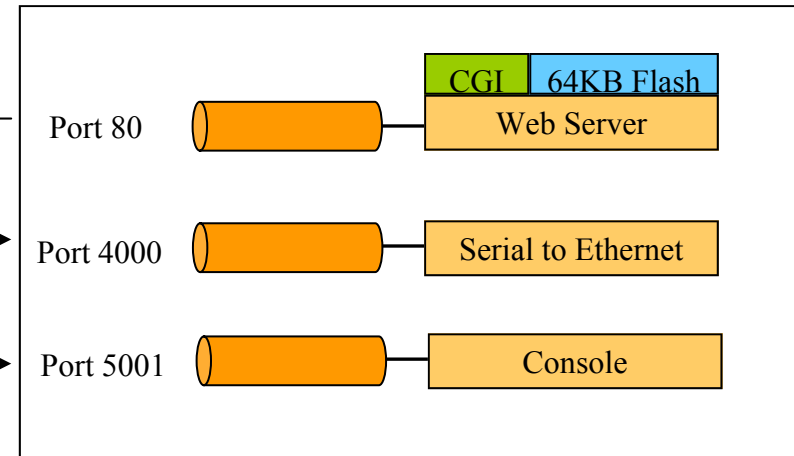 CGI 64KB Flash
Port 80 Web Server
Port 4000 Serial to Ethernet
Port 5001 Console